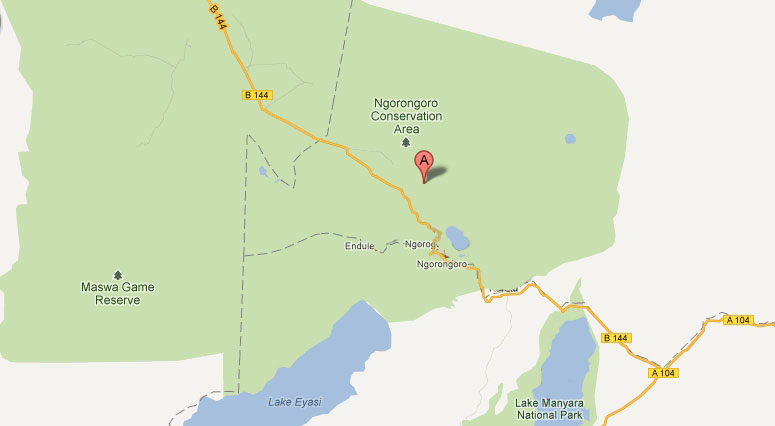 B 144
B 144
Ngorongoro
Conservation
Area
A
Endule
Ngorongoro
Maswa Game
Reserve
A 104
B 144
A 104
Lake Eyasi
Lake Manyara
National Park